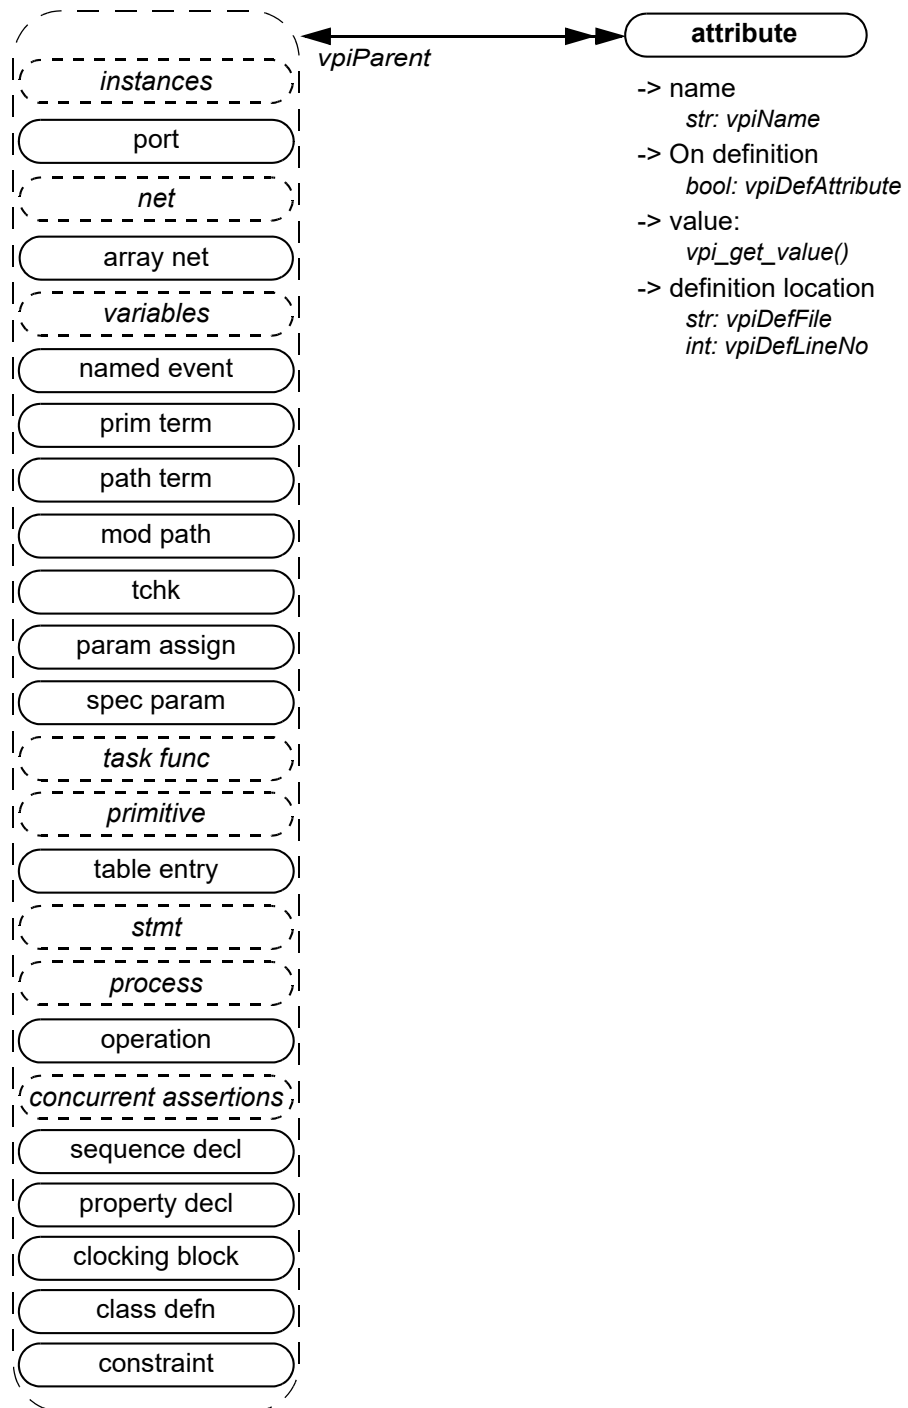 attribute
vpiParent
instances
port
net
array net
variables
named event
prim term
path term
mod path
tchk
param assign
spec param
task func
primitive
table entry
stmt
process
operation
concurrent assertions
sequence decl
property decl
clocking block
class defn
constraint
-> name
str: vpiName
-> On definition
bool: vpiDefAttribute
-> value:
vpi_get_value()
-> definition location
str: vpiDefFile
int: vpiDefLineNo